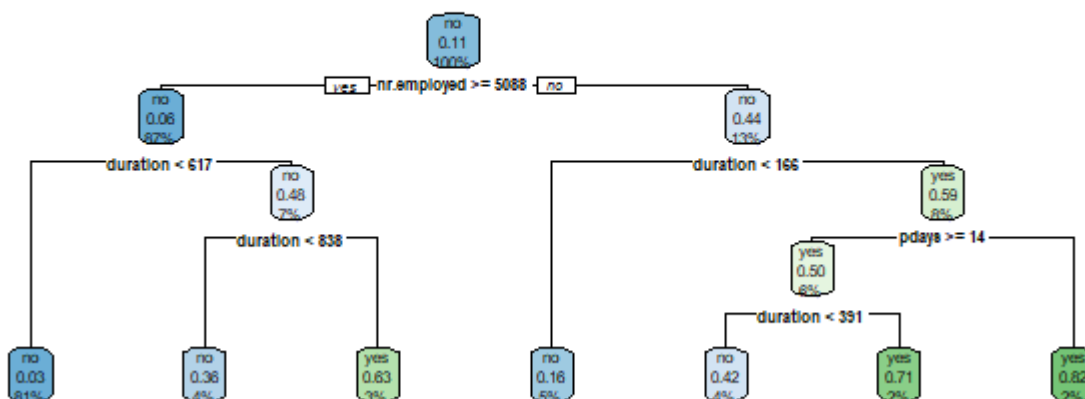 no
0.11
100%
yes nr.employed >= 5088 no
no
0.06
87%
no
0.44
13%
duration < 617
duration < 166
no
0.48
7%
yes
0.59
8%
duration < 838
pdays >= 14
yes
0.50
6%
duration < 391
no
0.03
81%
no
0.36
4%
yes
0.63
3%
no
0.16
5%
no
0.42
4%
yes
0.71
2%
yes
0.82
2%